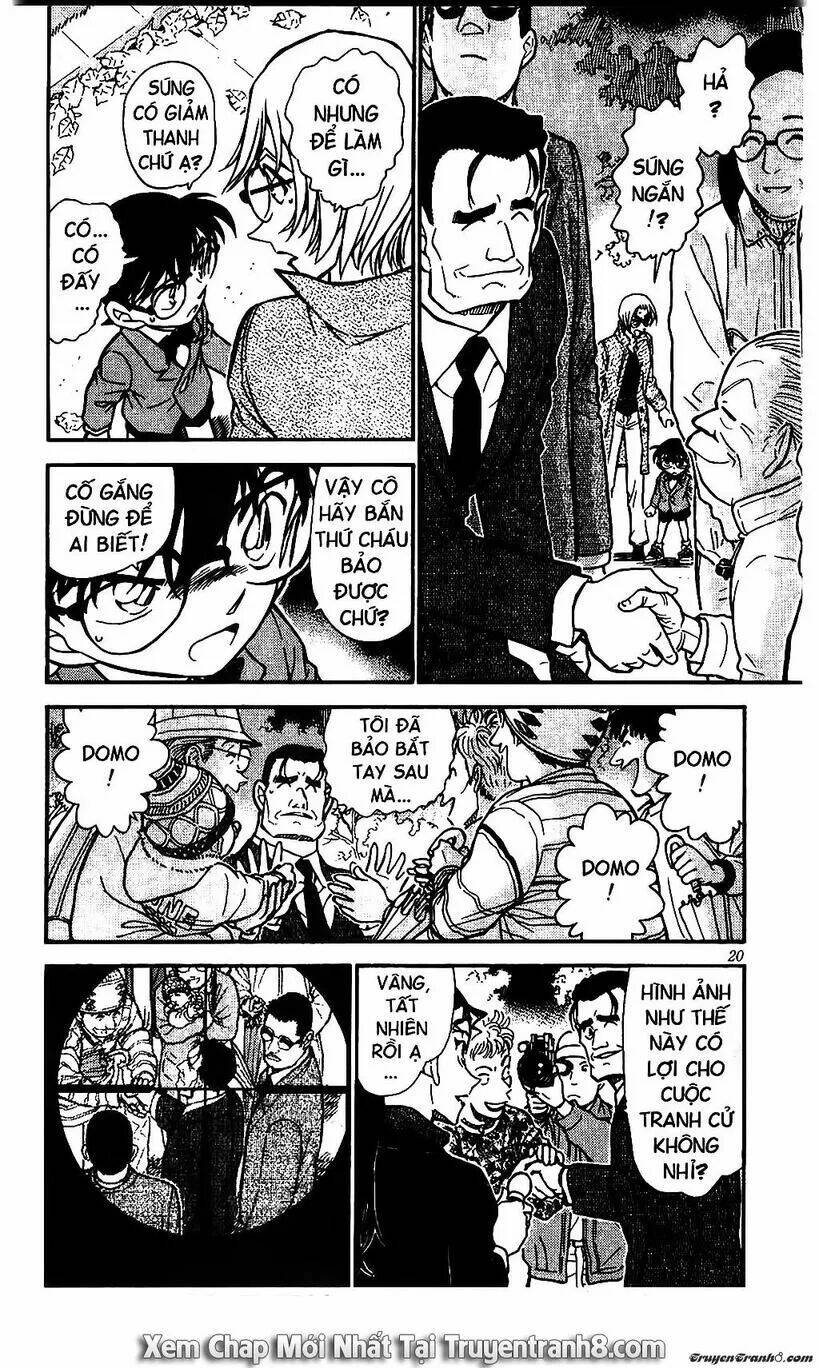 HẢ
?
SÚNG
NGẮN
!?
CÓ
NHƯNG
ĐỂ LÀM
GÌ...
SÚNG
CÓ GIẢM
THANH
CHỨ Ạ?
CÓ...
CÓ
ĐẤY
...
VẬY CÔ
HÃY BẮN
THỨ CHÁU
BẢO
ĐƯỢC
CHỨ?
CỐ GẮNG
ĐỪNG ĐỂ
AI BIẾT!
DOMO
!
TÔI ĐÃ
BẢO BẮT
TAY SAU
MÀ...
DOMO
!
DOMO
!
20
HÌNH ẢNH
NHƯ THẾ
NÀY CÓ
LỢI CHO
CUỘC
TRANH CỬ
KHÔNG
NHỈ?
VÂNG,
TẤT
NHIÊN
RỒI Ạ
...
Xem Chap Mới Nhất Tại Truyentranh8.com
TruyenTranh8.com